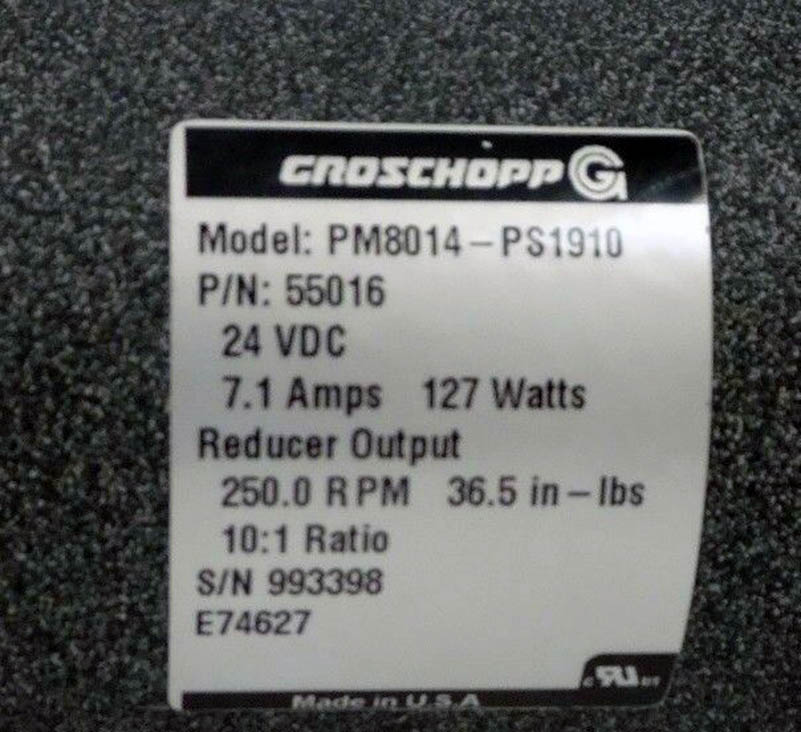 GROSCHOPP
Model: PM8014-PS1910
P/N: 55016
24 VDC
7.1 Amps 127 Watts
Reducer Output
250.0 RPM 36.5 in-lbs
10:1 Ratio
S/N 993398
E74627
Made in U.S.A